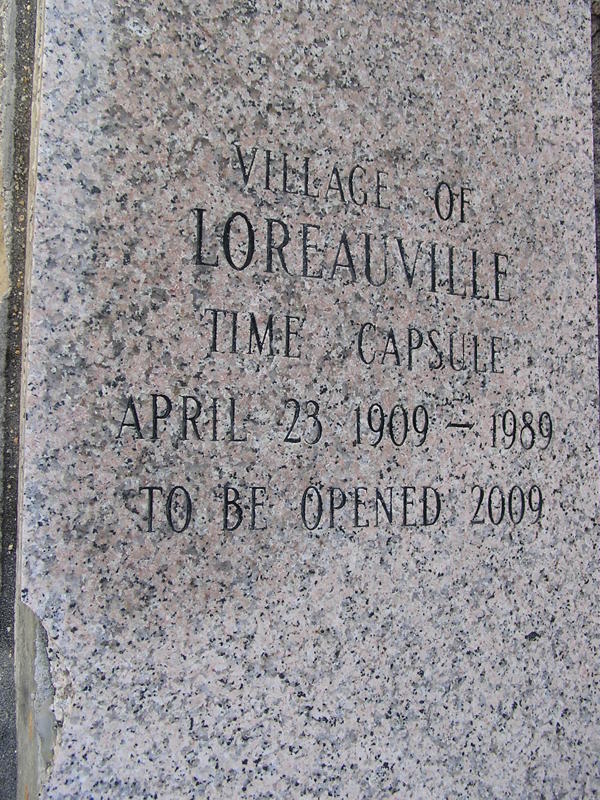 VILLAGE OF
LOREAUVILLE
TIME CAPSULE
APRIL 23 1909 – 1989
TO BE OPENED 2009